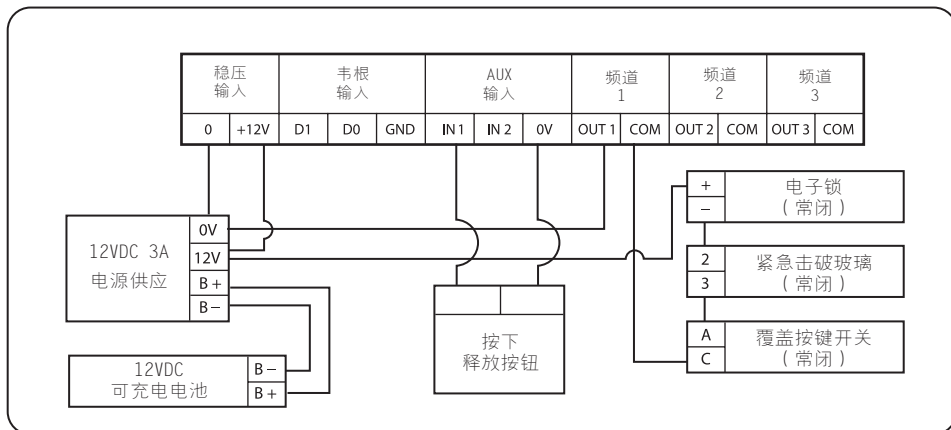 稳压
输入
韦根
输入
AUX
输入
频道
1
频道
2
频道
3
0
+12V
D1
D0
GND
IN 1
IN 2
0V
OUT 1
COM
OUT 2
COM
OUT 3
COM
12VDC 3A
电源供应
0V
12V
B +
B −
12VDC
可充电电池
B −
B +
按下
释放按钮
+
−
电子锁
( 常闭 )
2
3
紧急击破玻璃
( 常闭 )
A
C
覆盖按键开关
( 常闭 )